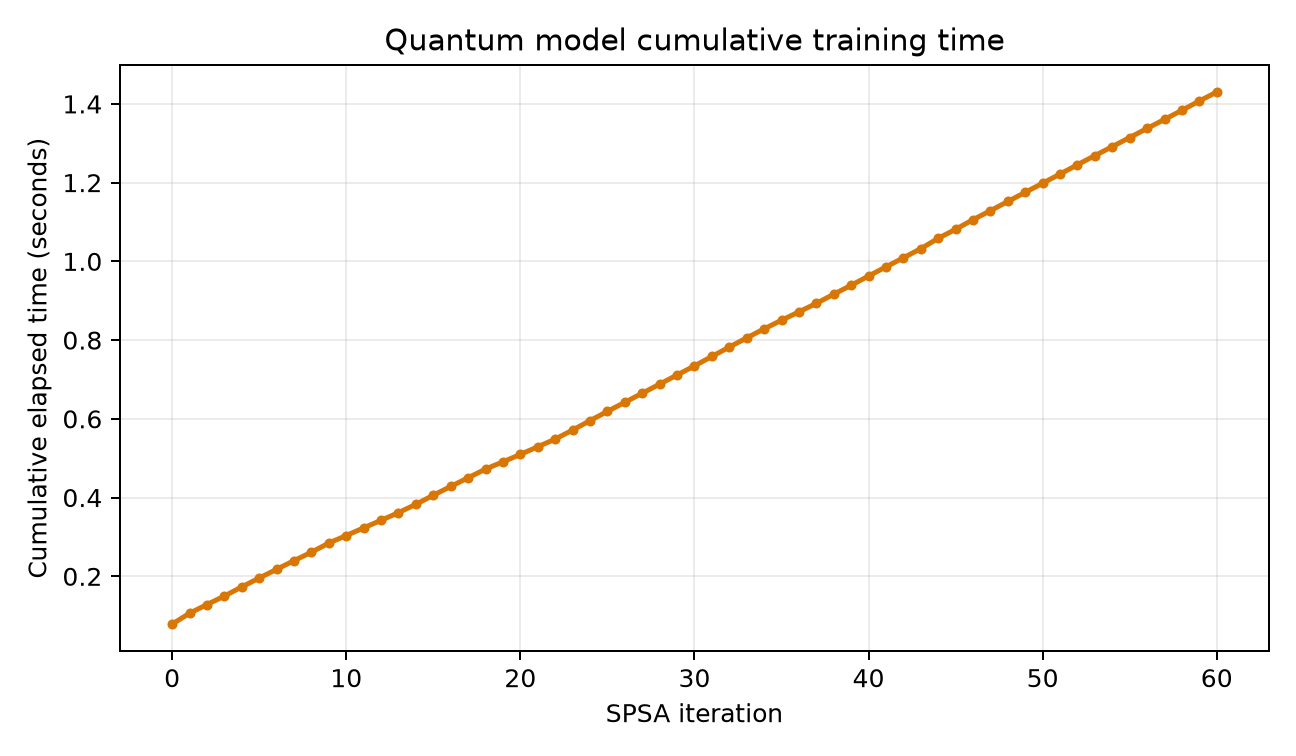 Quantum model cumulative training time
Cumulative elapsed time (seconds)
1.4
1.2
1.0
0.8
0.6
0.4
0.2
0 10 20 30 40 50 60
SPSA iteration